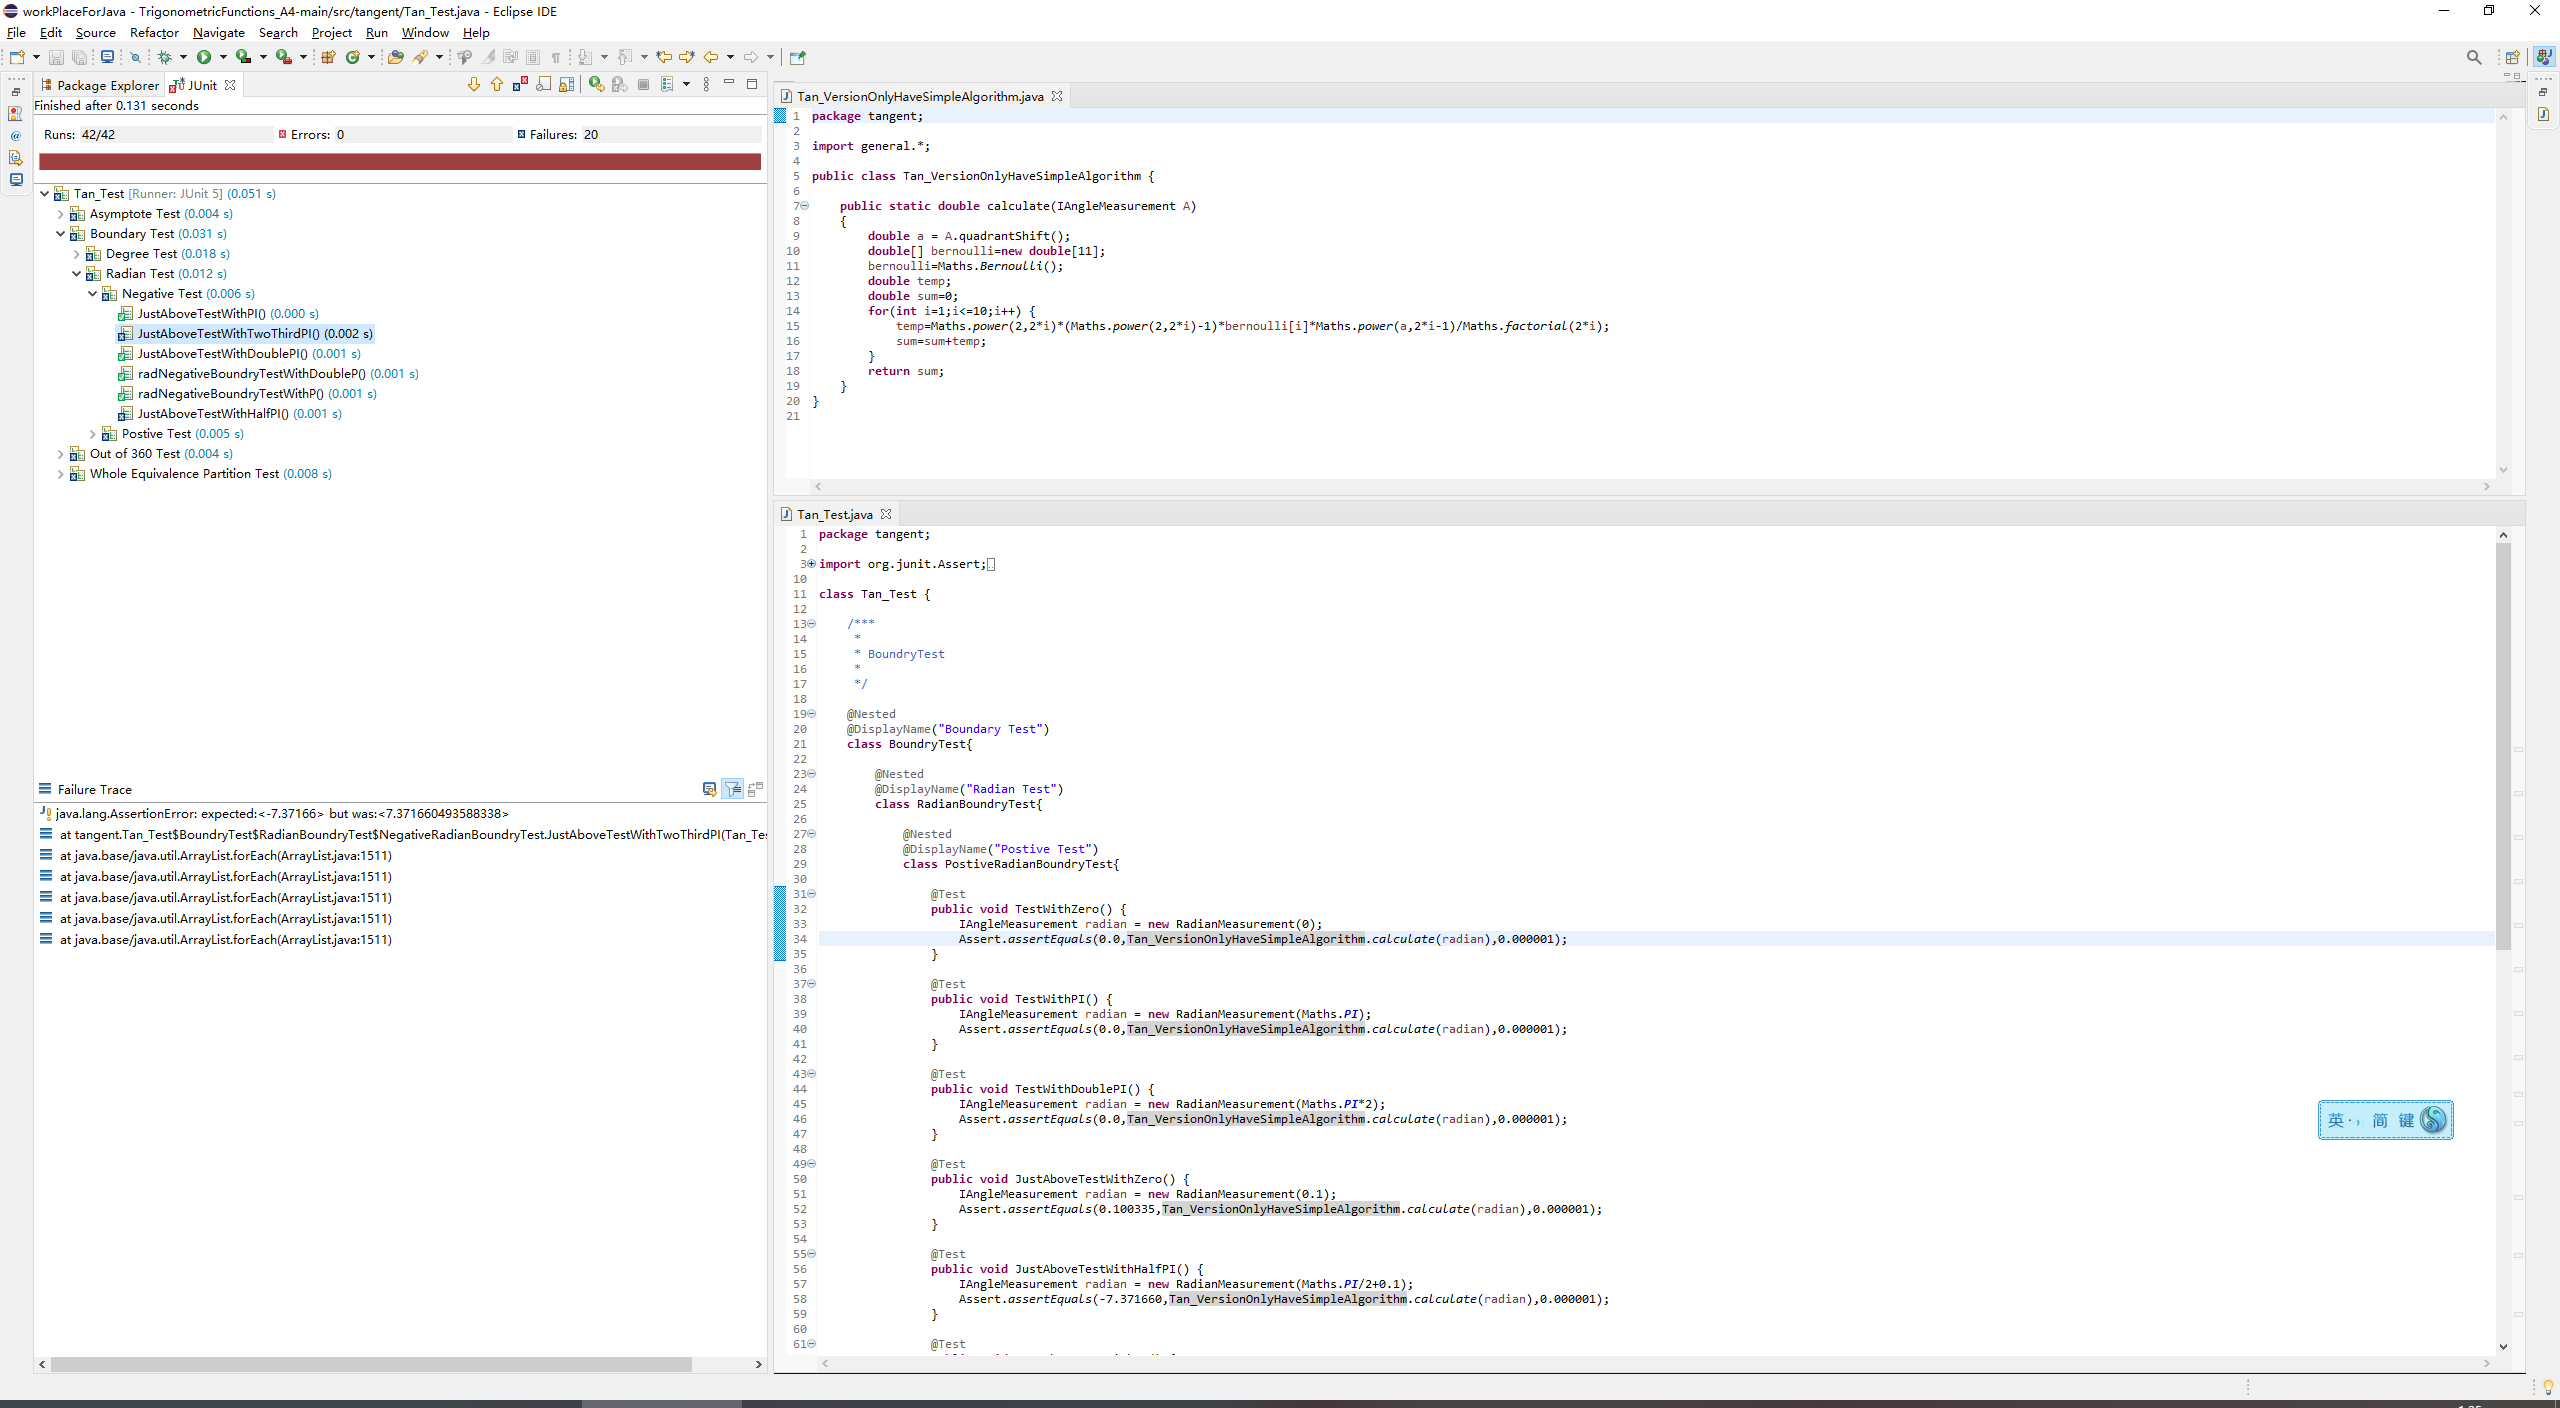 workPlaceForJava - TrigonometricFunctions_A4-main/src/tangent/Tan_Test.java - Eclipse IDE
File Edit Source Refactor Navigate Search Project Run Window Help
Package Explorer JUnit
Finished after 0.131 seconds
Runs: 42/42 Errors: 0 Failures: 20
Tan_Test [Runner: JUnit 5] (0.051 s)
Asymptote Test (0.004 s)
Boundary Test (0.031 s)
Degree Test (0.018 s)
Radian Test (0.012 s)
Negative Test (0.006 s)
JustAboveTestWithPI() (0.000 s)
JustAboveTestWithTwoThirdPI() (0.002 s)
JustAboveTestWithDoublePI() (0.001 s)
radNegativeBoundryTestWithDoubleP() (0.001 s)
radNegativeBoundryTestWithP() (0.001 s)
JustAboveTestWithHalfPI() (0.001 s)
Postive Test (0.005 s)
Out of 360 Test (0.004 s)
Whole Equivalence Partition Test (0.008 s)
Failure Trace
java.lang.AssertionError: expected:<-7.37166> but was:<7.371660493588338>
at tangent.Tan_Test$BoundryTest$RadianBoundryTest$NegativeRadianBoundryTest.JustAboveTestWithTwoThirdPI(Tan_Te
at java.base/java.util.ArrayList.forEach(ArrayList.java:1511)
at java.base/java.util.ArrayList.forEach(ArrayList.java:1511)
at java.base/java.util.ArrayList.forEach(ArrayList.java:1511)
at java.base/java.util.ArrayList.forEach(ArrayList.java:1511)
at java.base/java.util.ArrayList.forEach(ArrayList.java:1511)
Tan_VersionOnlyHaveSimpleAlgorithm.java
1 package tangent;
2
3 import general.*;
4
5 public class Tan_VersionOnlyHaveSimpleAlgorithm {
6
7 public static double calculate(IAngleMeasurement A)
8 {
9 double a = A.quadrantShift();
10 double[] bernoulli=new double[11];
11 bernoulli=Maths.Bernoulli();
12 double temp;
13 double sum=0;
14 for(int i=1;i<=10;i++) {
15 temp=Maths.power(2,2*i)*(Maths.power(2,2*i)-1)*bernoulli[i]*Maths.power(a,2*i-1)/Maths.factorial(2*i);
16 sum=sum+temp;
17 }
18 return sum;
19 }
20 }
21
Tan_Test.java
1 package tangent;
2
3 import org.junit.Assert;
10
11 class Tan_Test {
12
13 /***
14 *
15 * BoundryTest
16 *
17 */
18
19 @Nested
20 @DisplayName("Boundary Test")
21 class BoundryTest{
22
23 @Nested
24 @DisplayName("Radian Test")
25 class RadianBoundryTest{
26
27 @Nested
28 @DisplayName("Postive Test")
29 class PostiveRadianBoundryTest{
30
31 @Test
32 public void TestWithZero() {
33 IAngleMeasurement radian = new RadianMeasurement(0);
34 Assert.assertEquals(0.0,Tan_VersionOnlyHaveSimpleAlgorithm.calculate(radian),0.000001);
35 }
36
37 @Test
38 public void TestWithPI() {
39 IAngleMeasurement radian = new RadianMeasurement(Maths.PI);
40 Assert.assertEquals(0.0,Tan_VersionOnlyHaveSimpleAlgorithm.calculate(radian),0.000001);
41 }
42
43 @Test
44 public void TestWithDoublePI() {
45 IAngleMeasurement radian = new RadianMeasurement(Maths.PI*2);
46 Assert.assertEquals(0.0,Tan_VersionOnlyHaveSimpleAlgorithm.calculate(radian),0.000001);
47 }
48
49 @Test
50 public void JustAboveTestWithZero() {
51 IAngleMeasurement radian = new RadianMeasurement(0.1);
52 Assert.assertEquals(0.100335,Tan_VersionOnlyHaveSimpleAlgorithm.calculate(radian),0.000001);
53 }
54
55 @Test
56 public void JustAboveTestWithHalfPI() {
57 IAngleMeasurement radian = new RadianMeasurement(Maths.PI/2+0.1);
58 Assert.assertEquals(-7.371660,Tan_VersionOnlyHaveSimpleAlgorithm.calculate(radian),0.000001);
59 }
60
61 @Test
英 ·, 简 键